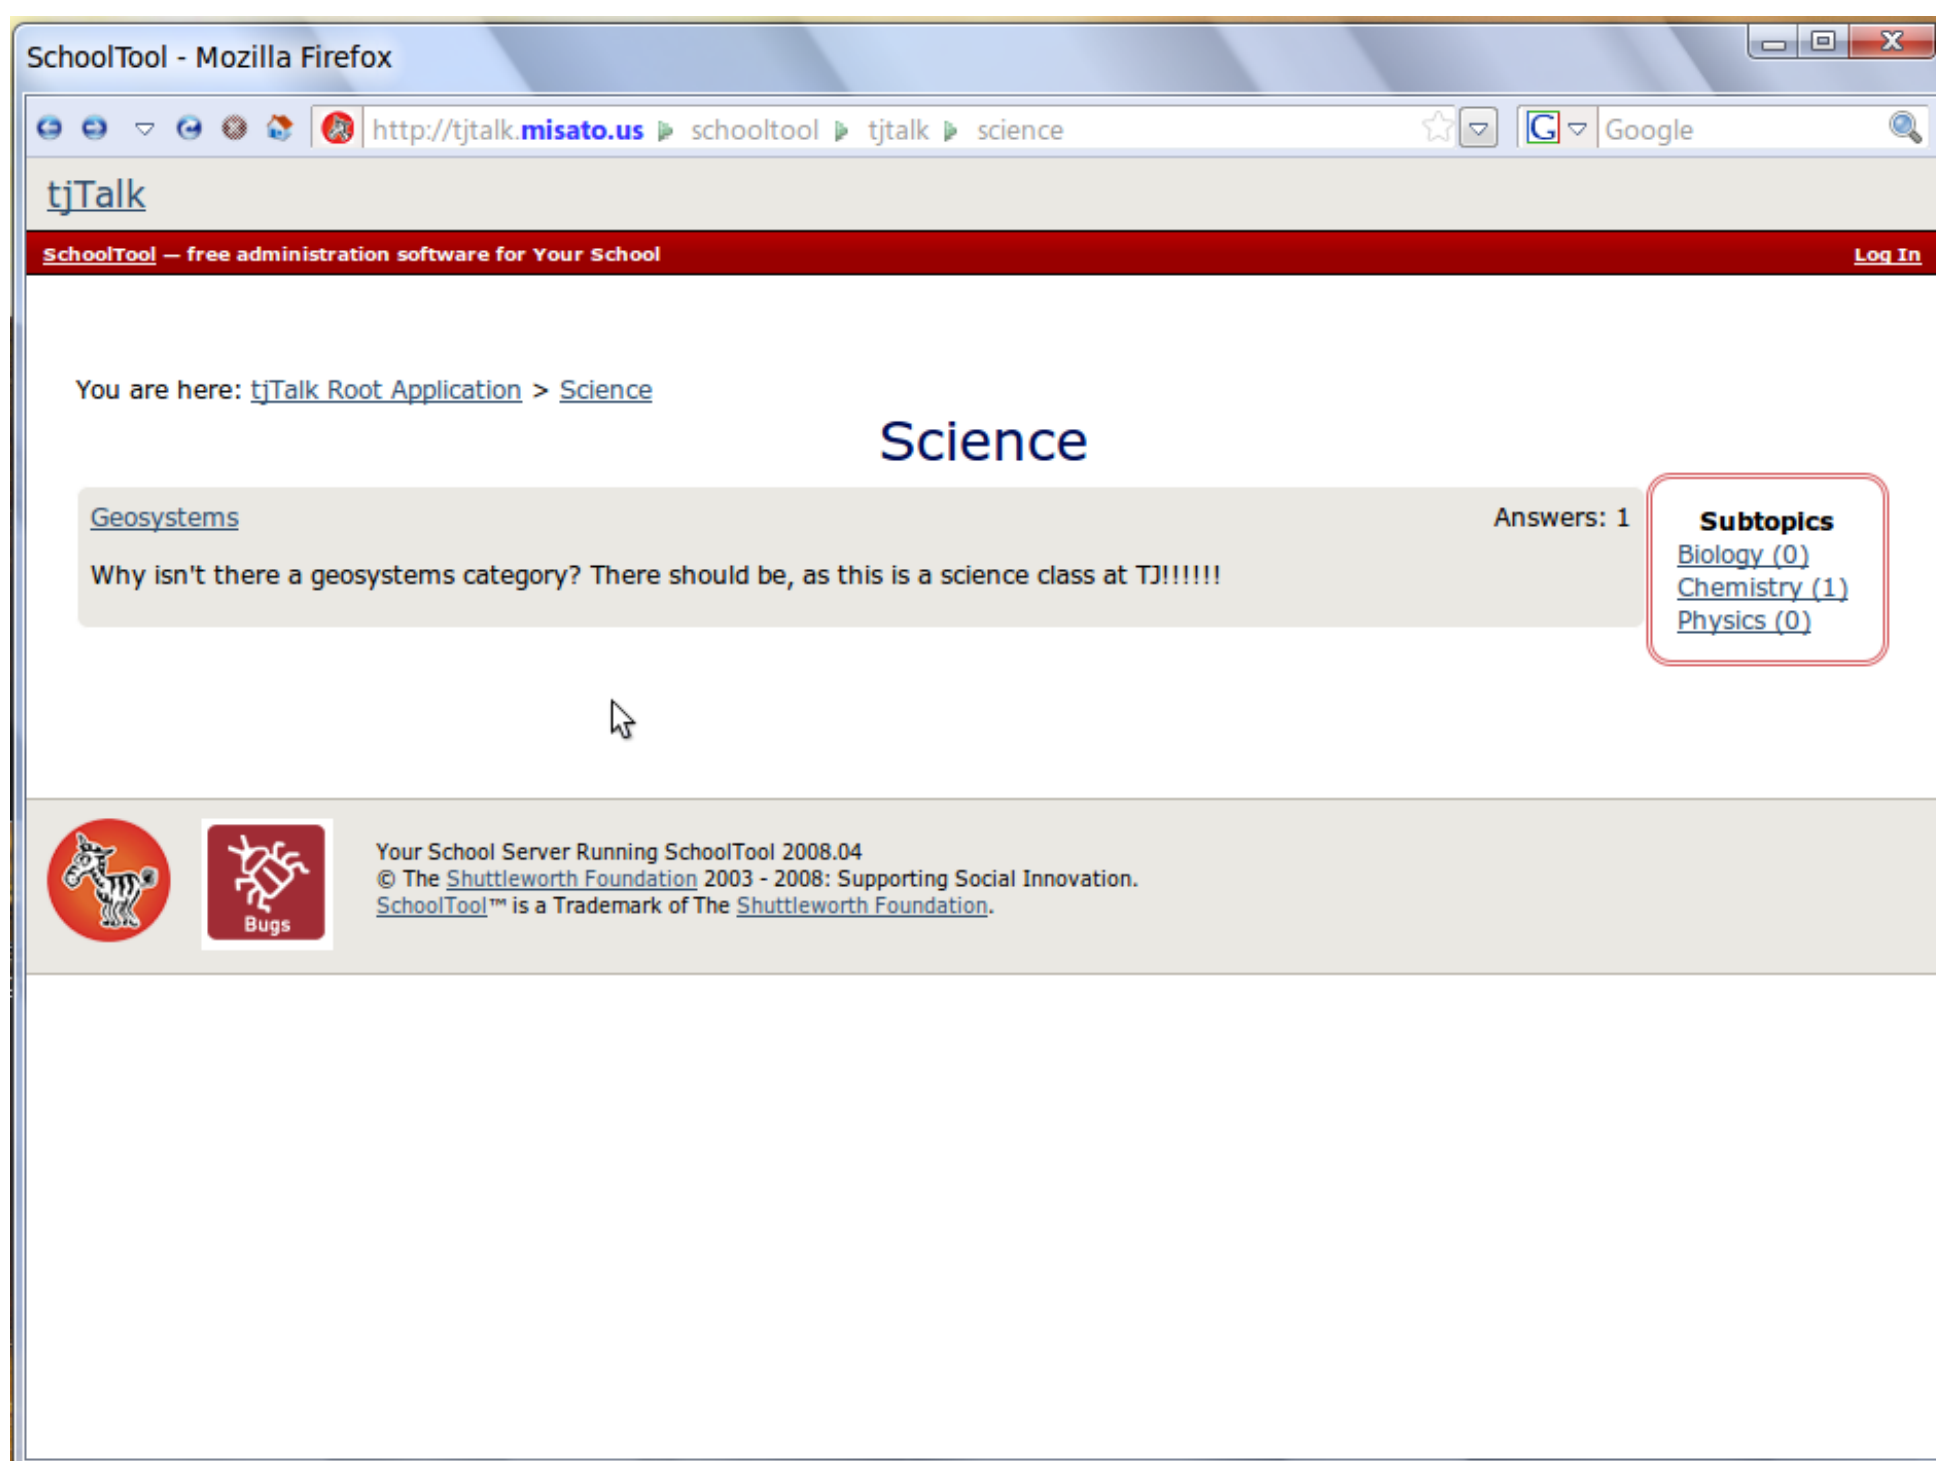 SchoolTool - Mozilla Firefox
http://tjtalk.misato.us schooltool tjtalk science
G Google
tjTalk
SchoolTool — free administration software for Your School Log In
You are here: tjTalk Root Application > Science
Science
Geosystems Answers: 1
Why isn't there a geosystems category? There should be, as this is a science class at TJ!!!!!!
Subtopics
Biology (0)
Chemistry (1)
Physics (0)
Bugs
Your School Server Running SchoolTool 2008.04
© The Shuttleworth Foundation 2003 - 2008: Supporting Social Innovation.
SchoolTool™ is a Trademark of The Shuttleworth Foundation.